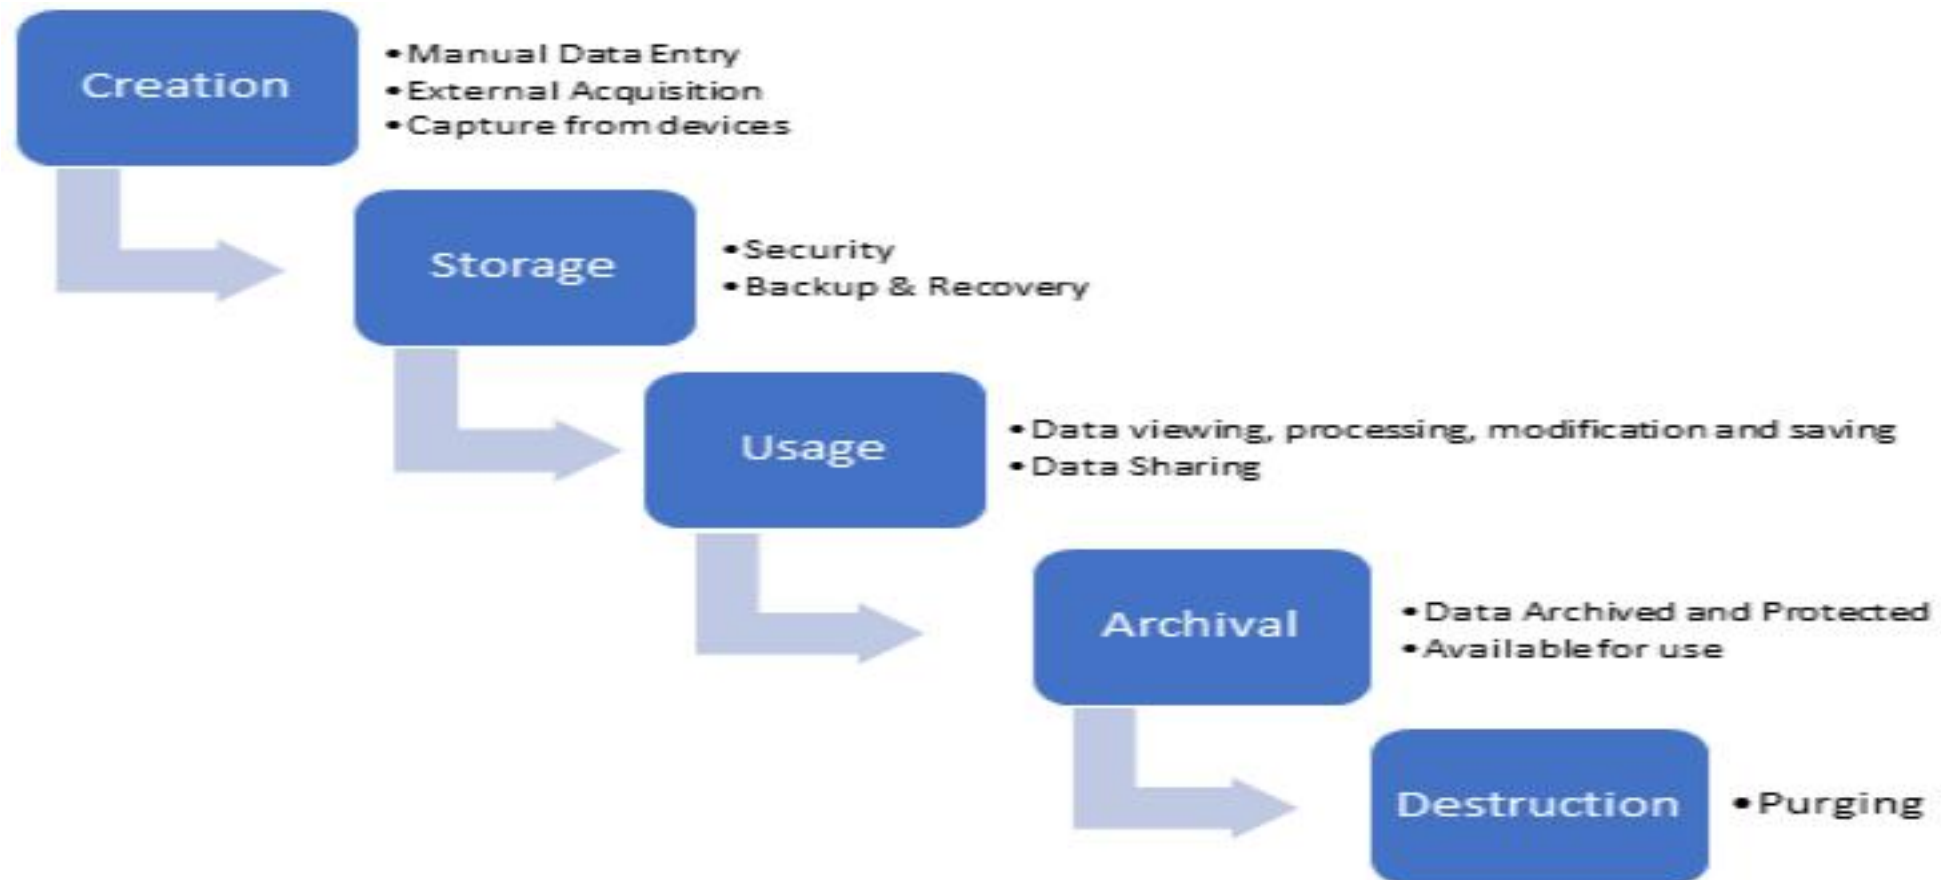 Creation
•Manual Data Entry
•External Acquisition
•Capture from devices
Storage
•Security
•Backup & Recovery
Usage
•Data viewing, processing, modification and saving
•Data Sharing
Archival
•Data Archived and Protected
•Available for use
Destruction
•Purging